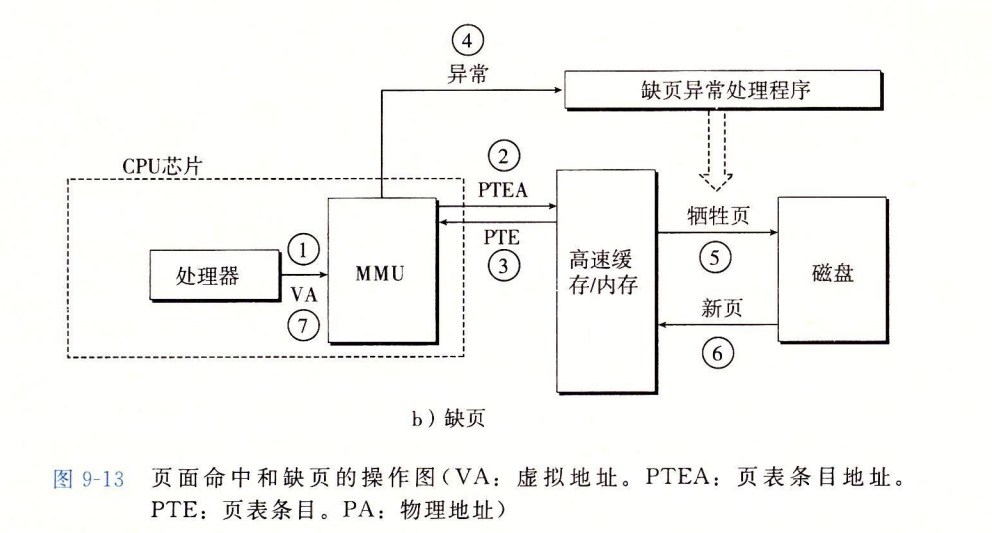 ④
异常
缺页异常处理程序
CPU芯片
②
PTEA
牺牲页
①
PTE
处理器
MMU
高速缓
存/内存
磁盘
VA
③
⑤
⑦
新页
⑥
b）缺页
图 9-13 页面命中和缺页的操作图（VA：虚拟地址。PTEA：页表条目地址。
PTE：页表条目。PA：物理地址）